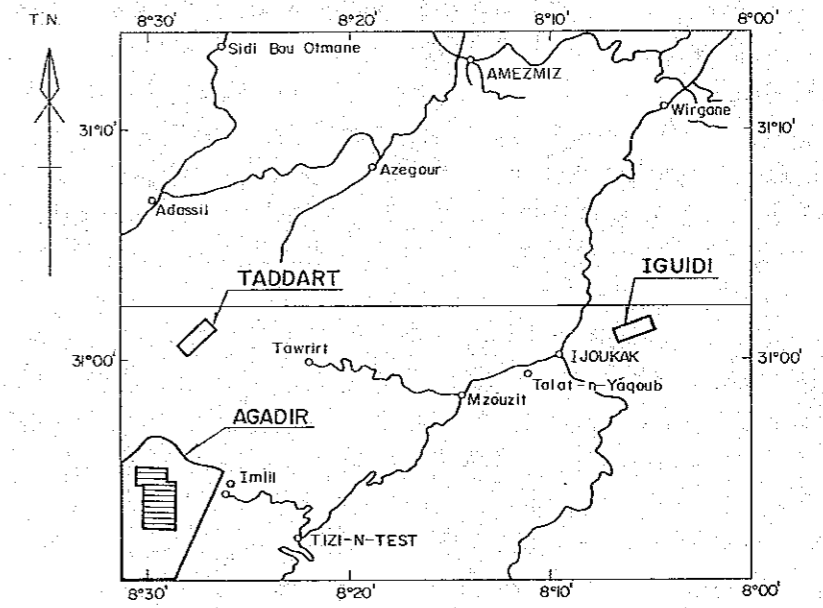 T.N.
8°30' 8°20' 8°10' 8°00'
Sidi Bou Otmane
AMEZMIZ
Wirgane
31°10' 31°10'
Azegour
Adassil
TADDART
IGUIDI
Tawrirt
IJOUKAK
31°00' 31°00'
Talat-n-Yaqoub
Mzouzit
AGADIR
Imlil
TIZI-N-TEST
8°30' 8°20' 8°10' 8°00'